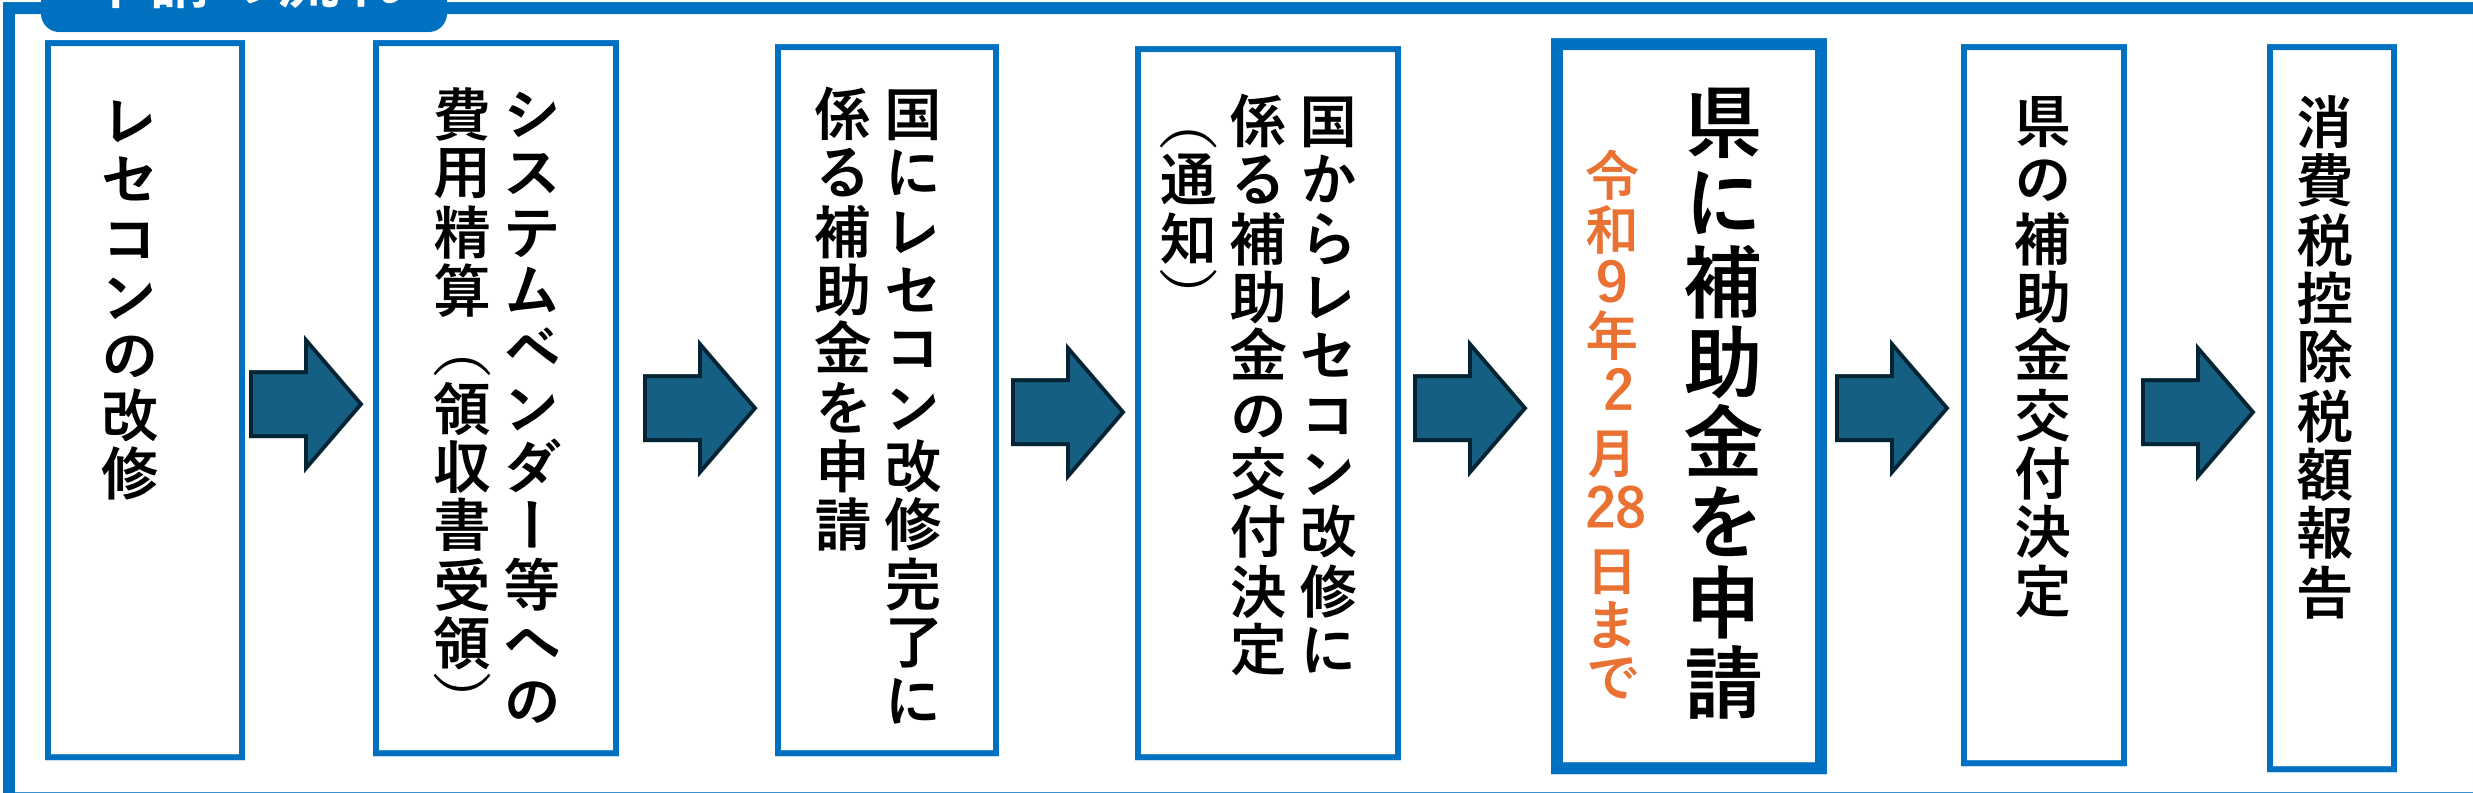 申請の流れ
レセコンの改修
システムベンダー等への
費用精算（領収書受領）
国にレセコン改修完了に
係る補助金を申請
国からレセコン改修に
係る補助金の交付決定
（通知）
県に補助金を申請
令和9年2月28日まで
県の補助金交付決定
消費税控除税額報告